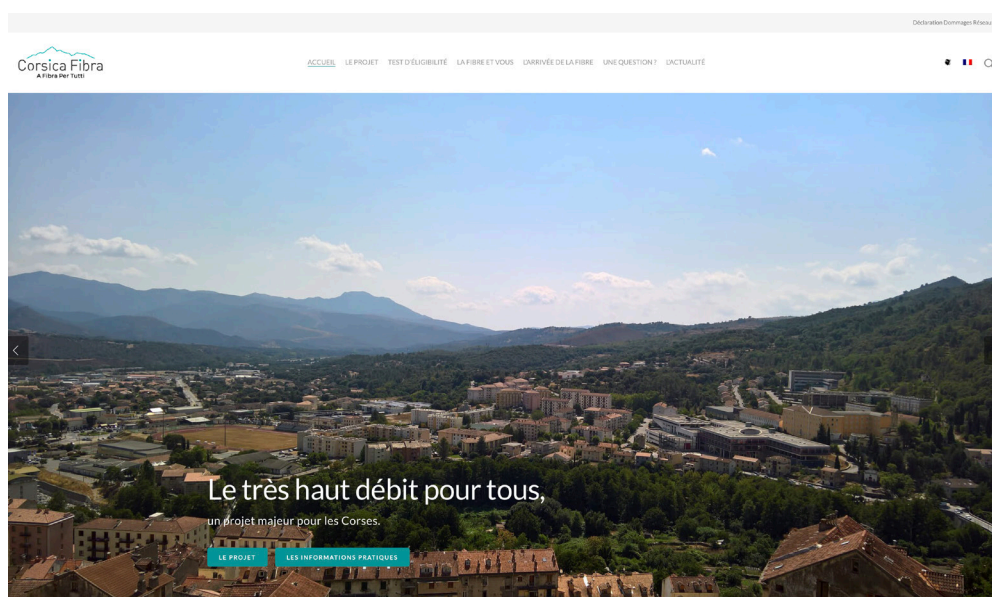 Déclaration Dommages Réseau
Corsica Fibra
A Fibra Per Tutti
ACCUEIL LE PROJET TEST D'ÉLIGIBILITÉ LA FIBRE ET VOUS L'ARRIVÉE DE LA FIBRE UNE QUESTION ? L'ACTUALITÉ
Le très haut débit pour tous,
un projet majeur pour les Corses.
LE PROJET LES INFORMATIONS PRATIQUES